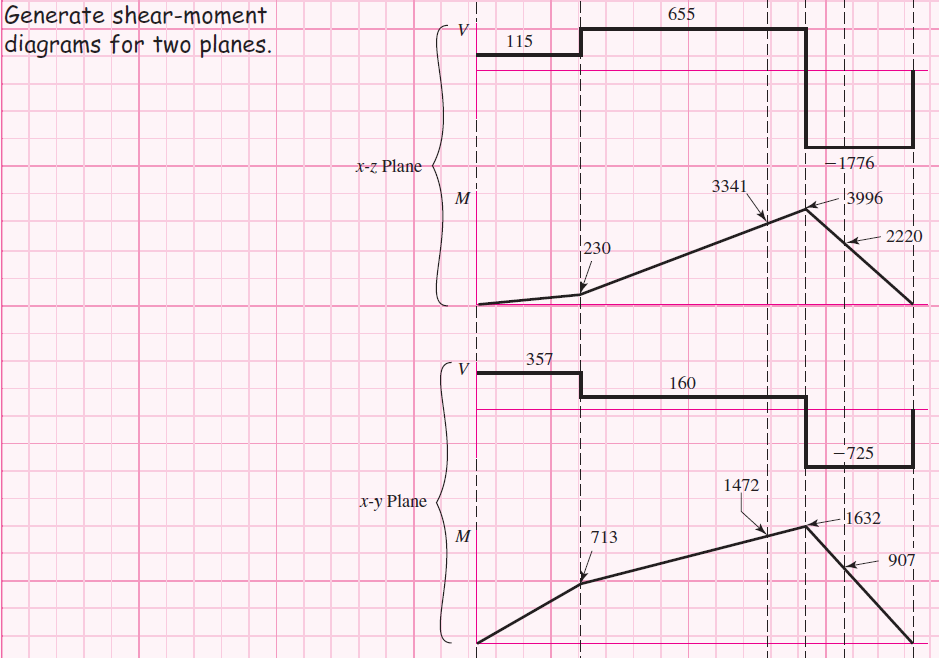 Generate shear-moment
diagrams for two planes.
V
655
115
−1776
x-z Plane
M
3341
3996
2220
230
V
357
160
−725
x-y Plane
1472
M
1632
713
907